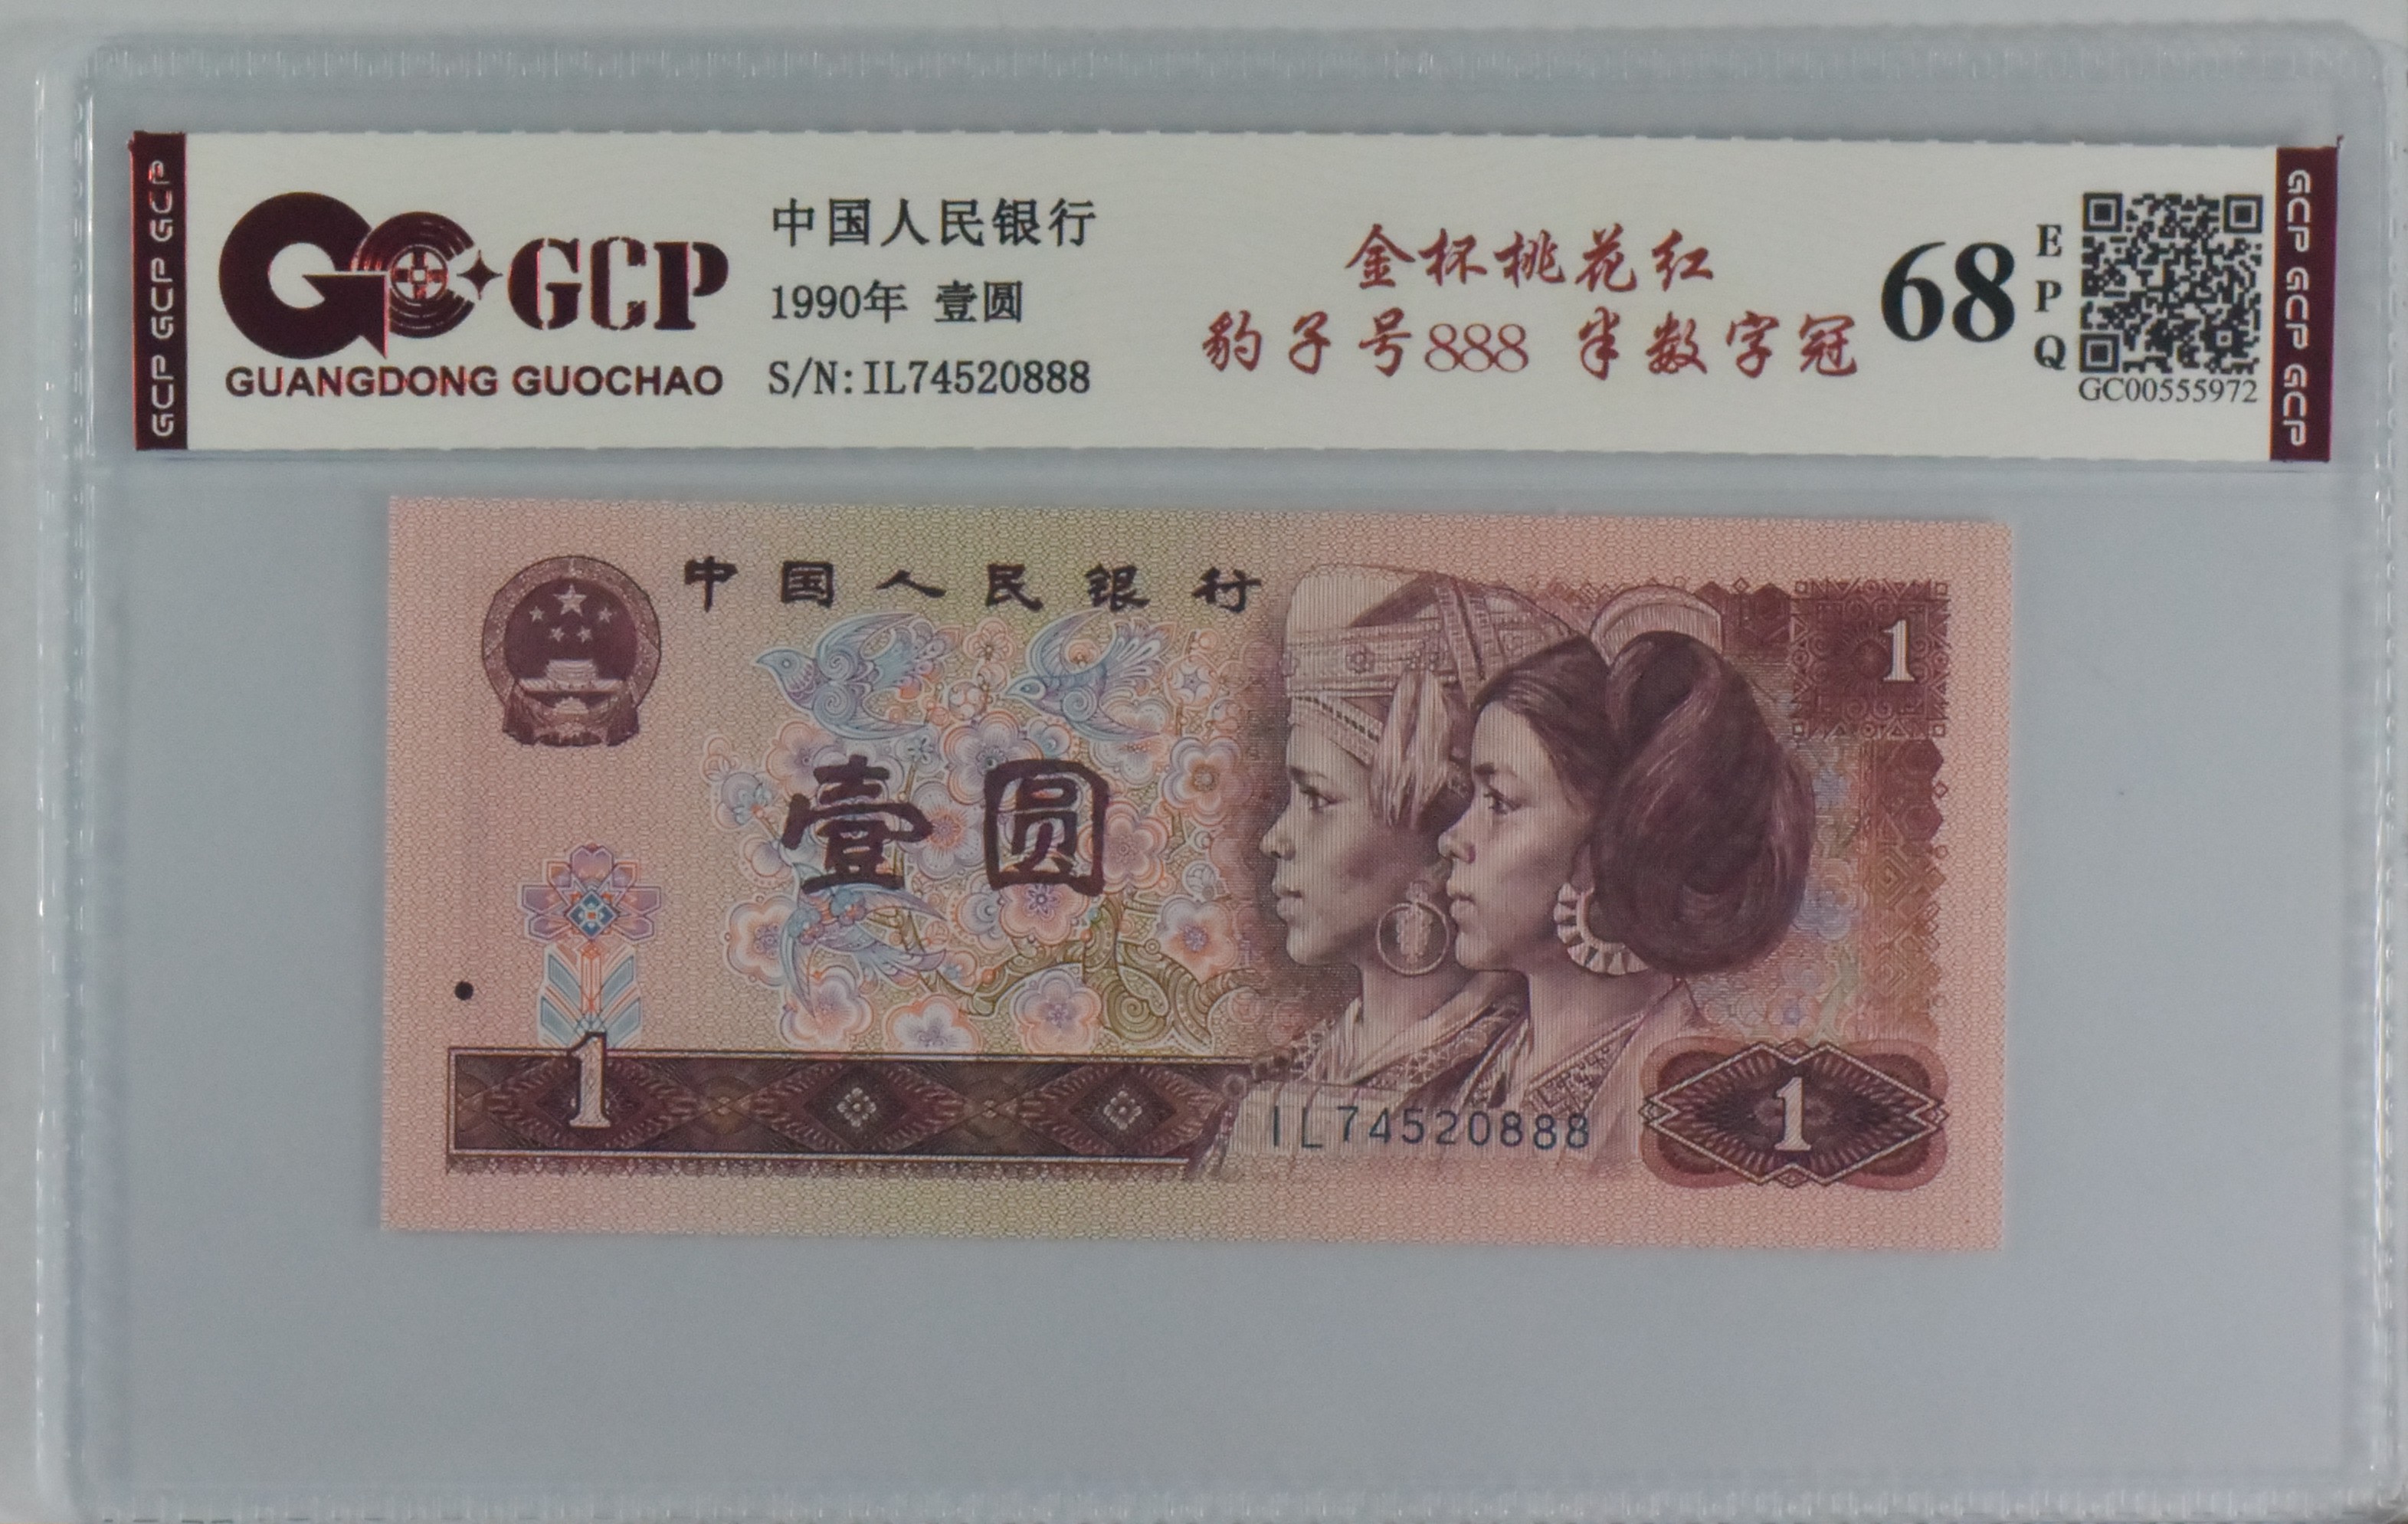 GCP GCP GCP
GCP
GUANGDONG GUOCHAO
中国人民银行
1990年 壹圆
S/N:IL74520888
金杯桃花红
豹子号888 半数字冠
68
E
P
Q
GC00555972
GCP GCP GCP
中国人民银行
1
壹圆
1
IL74520888
1